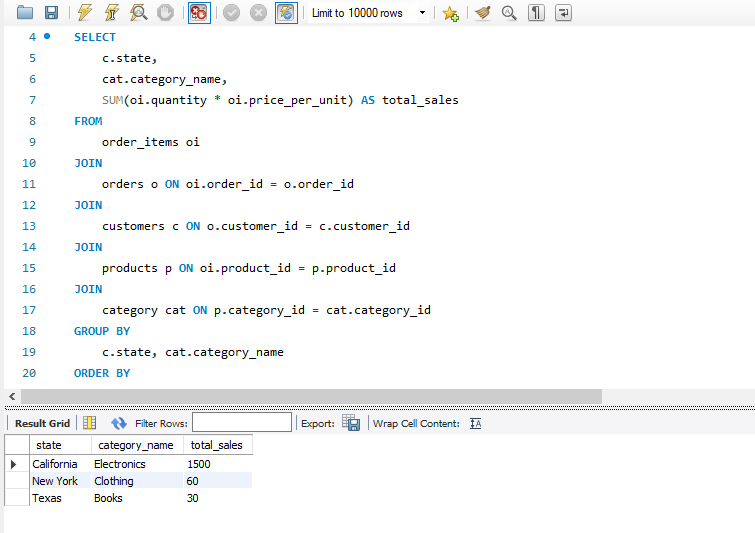 Limit to 10000 rows
4 SELECT
5 c.state,
6 cat.category_name,
7 SUM(oi.quantity * oi.price_per_unit) AS total_sales
8 FROM
9 order_items oi
10 JOIN
11 orders o ON oi.order_id = o.order_id
12 JOIN
13 customers c ON o.customer_id = c.customer_id
14 JOIN
15 products p ON oi.product_id = p.product_id
16 JOIN
17 category cat ON p.category_id = cat.category_id
18 GROUP BY
19 c.state, cat.category_name
20 ORDER BY
Result Grid Filter Rows: Export: Wrap Cell Content:
state category_name total_sales
California Electronics 1500
New York Clothing 60
Texas Books 30